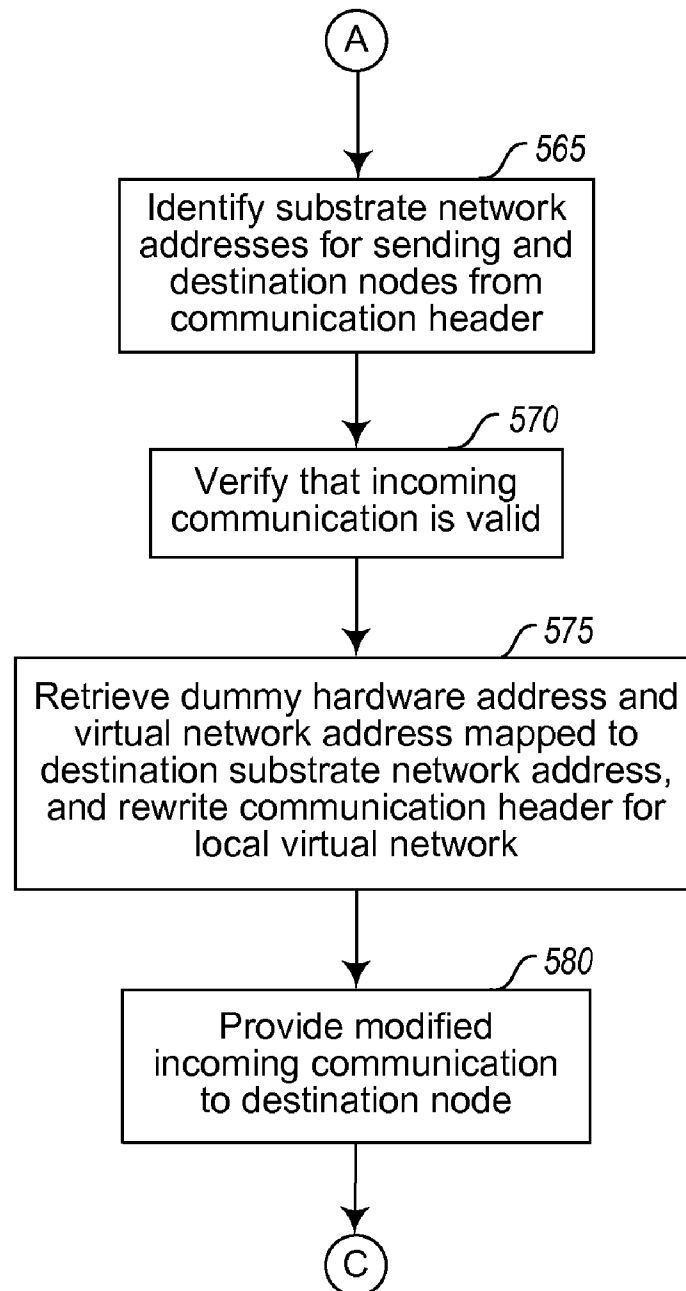 A
565
Identify substrate network
addresses for sending and
destination nodes from
communication header
570
Verify that incoming
communication is valid
575
Retrieve dummy hardware address and
virtual network address mapped to
destination substrate network address,
and rewrite communication header for
local virtual network
580
Provide modified
incoming communication
to destination node
C